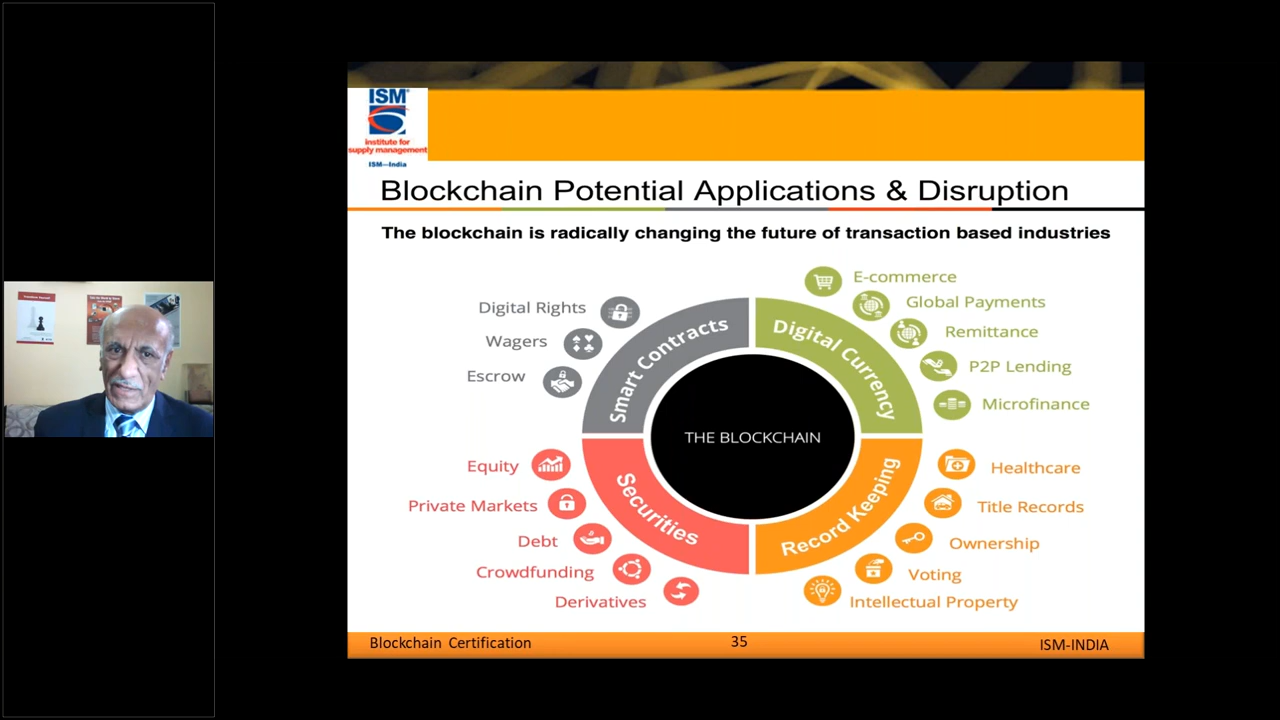 ISM
institute for
supply management
ISM—India
Blockchain Potential Applications & Disruption
The blockchain is radically changing the future of transaction based industries
Digital Rights
Wagers
Escrow
Smart Contracts
Digital Currency
E-commerce
Global Payments
Remittance
P2P Lending
Microfinance
THE BLOCKCHAIN
Equity
Private Markets
Debt
Crowdfunding
Derivatives
Securities
Record Keeping
Healthcare
Title Records
Ownership
Voting
Intellectual Property
Blockchain Certification
35
ISM-INDIA